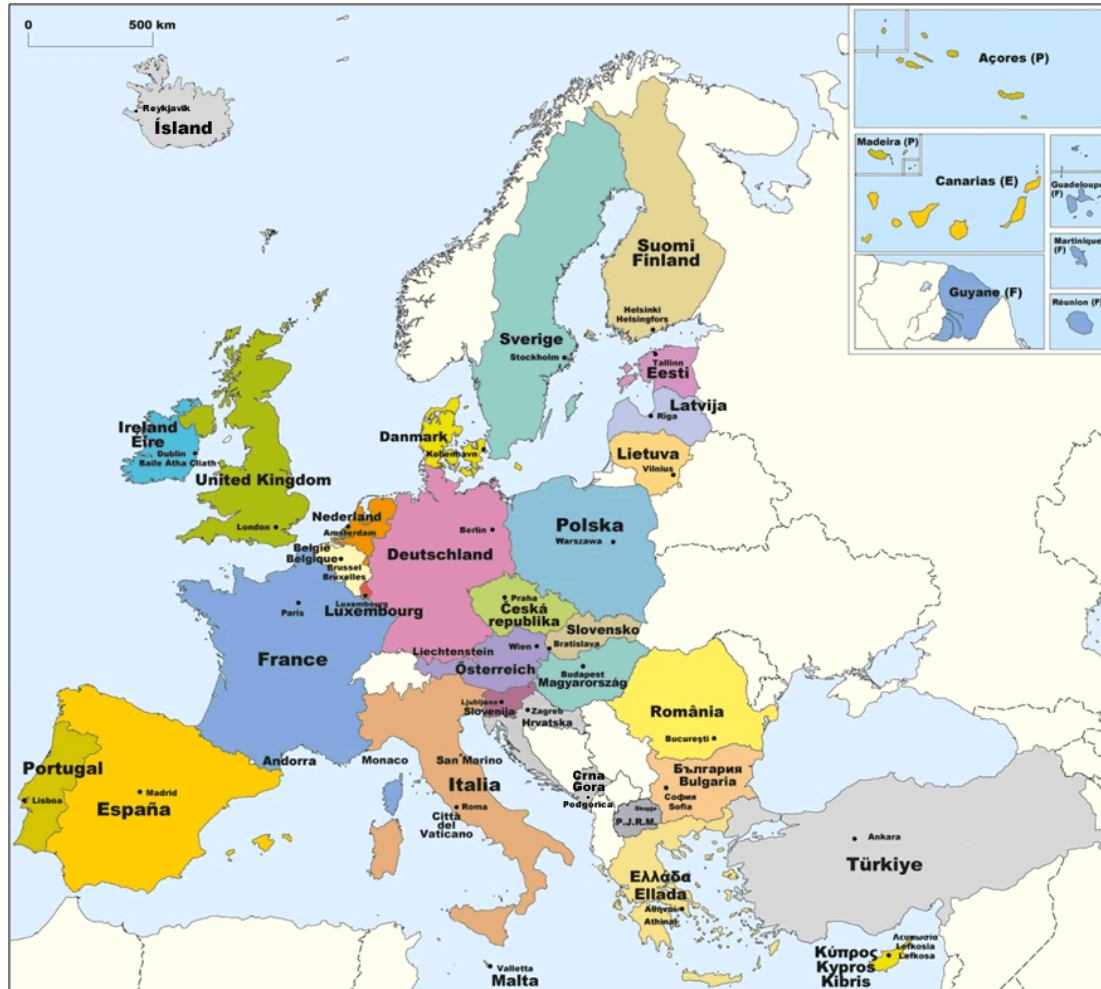 0 500 km
Açores (P)
Madeira (P)
Canarias (E)
Guadeloupe
(F)
Martinique
(F)
Guyane (F)
Réunion (F)
Reykjavík
Ísland
Suomi
Finland
Helsinki
Helsingfors
Sverige
Stockholm
Tallinn
Eesti
Latvija
Rīga
Lietuva
Vilnius
Danmark
København
Ireland
Éire
Dublin
Baile Átha Cliath
United Kingdom
London
Nederland
Amsterdam
België
Belgique
Brussel
Bruxelles
Luxembourg
Luxembourg
Deutschland
Berlin
Polska
Warszawa
Praha
Česká
republika
Slovensko
Bratislava
Liechtenstein
Wien
Österreich
Budapest
Magyarország
Paris
France
Ljubljana
Slovenija
Zagreb
Hrvatska
România
București
Portugal
Lisboa
Madrid
España
Andorra
Monaco
San Marino
Italia
Roma
Città
del
Vaticano
Crna
Gora
Podgorica
България
Bulgaria
София
Sofia
Skopje
P.J.R.M.
Ελλάδα
Ellada
Αθήναι
Athinai
Ankara
Türkiye
Λευκωσία
Lefkosia
Lefkosa
Κύπρος
Kypros
Kibris
Valletta
Malta